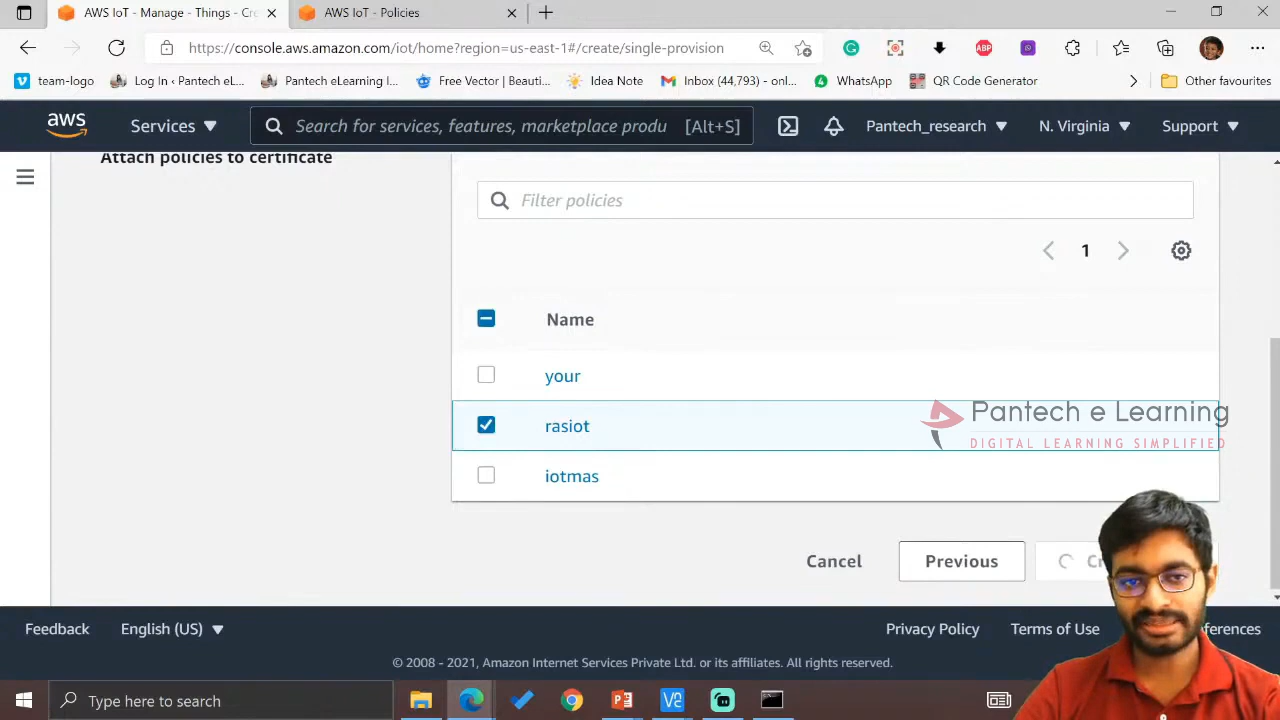 AWS IoT - Manage - Things - Cre
AWS IoT - Policies
https://console.aws.amazon.com/iot/home?region=us-east-1#/create/single-provision
ABP
team-logo
Log In ‹ Pantech e...
Pantech eLearning I...
Free Vector | Beauti...
Idea Note
Inbox (4,793) - onl...
WhatsApp
QR Code Generator
Other favourites
aws
Services
Search for services, features, marketplace produ
[Alt+S]
Pantech_research
N. Virginia
Support
Attach policies to certificate
Filter policies
1
Name
your
rasiot
iotmas
Pantech e Learning
DIGITAL LEARNING SIMPLIFIED
Cancel
Previous
Feedback
English (US)
Privacy Policy
Terms of Use
© 2008 - 2021, Amazon Internet Services Private Ltd. or its affiliates. All rights reserved.
Type here to search